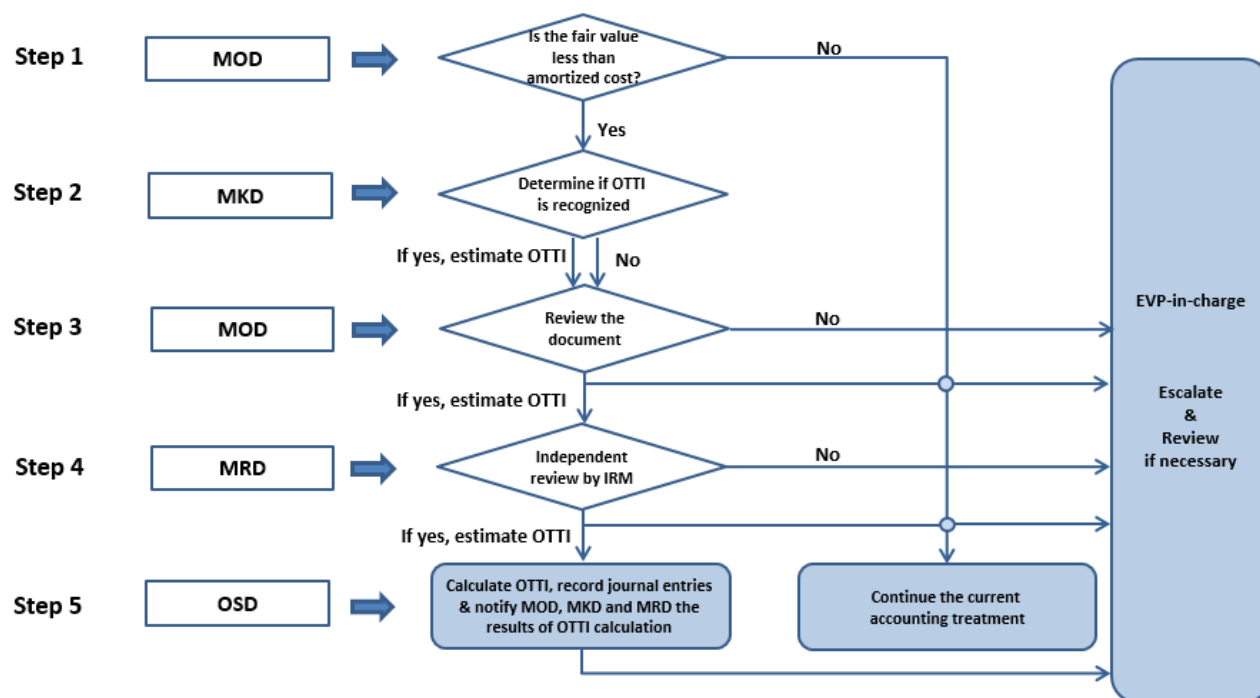 Step 1
MOD
Is the fair value
less than
amortized cost?
No
Yes
Step 2
MKD
Determine if OTTI
is recognized
If yes, estimate OTTI
No
Step 3
MOD
Review the
document
No
If yes, estimate OTTI
Step 4
MRD
Independent
review by IRM
No
If yes, estimate OTTI
Step 5
OSD
Calculate OTTI, record journal entries
& notify MOD, MKD and MRD the
results of OTTI calculation
Continue the current
accounting treatment
EVP-in-charge
Escalate
&
Review
if necessary